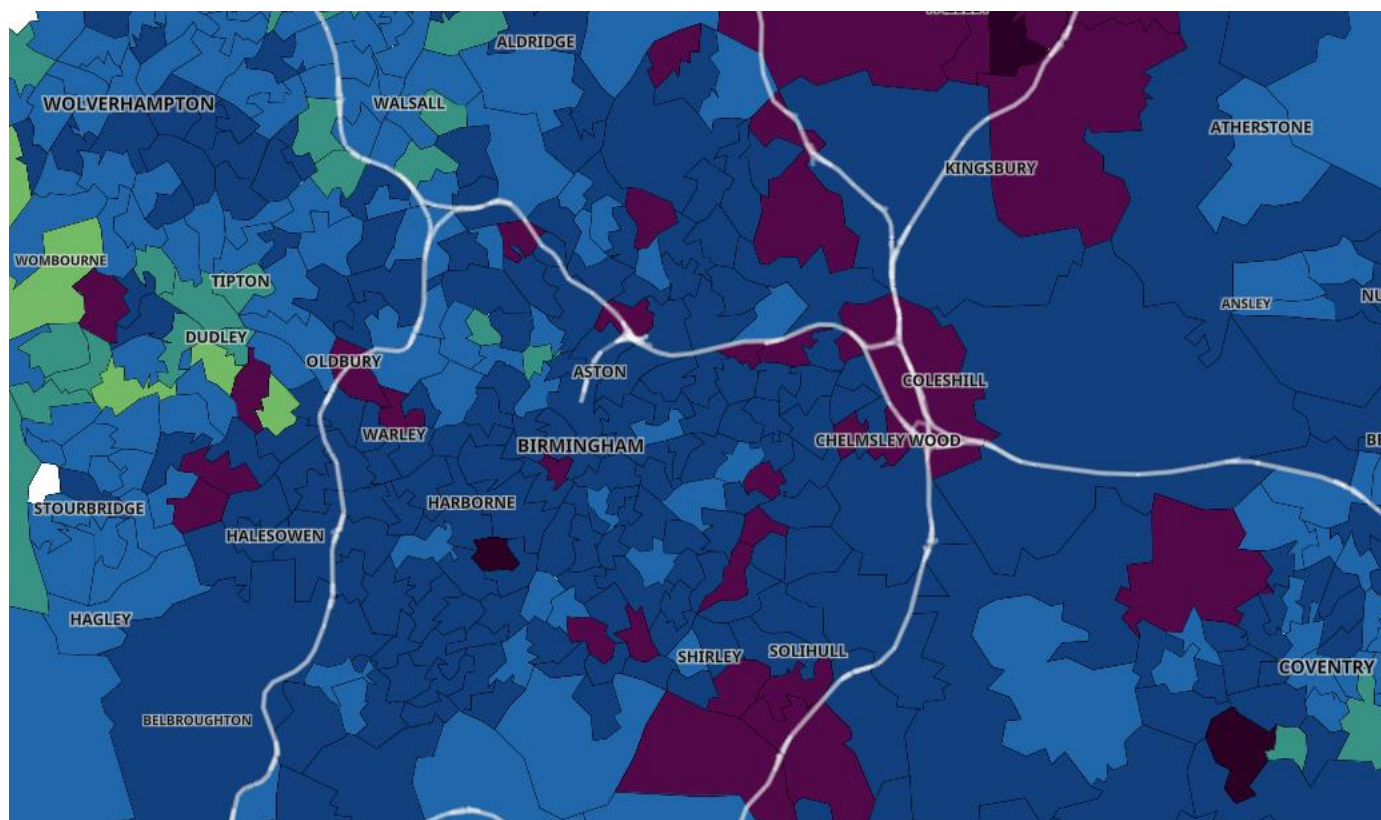 ALDRIDGE
WOLVERHAMPTON
WALSALL
ATHERSTONE
KINGSBURY
WOMBOURNE
TIPTON
ANSLEY
DUDLEY
OLDBURY
ASTON
COLESHILL
WARLEY
BIRMINGHAM
CHELMSLEY WOOD
STOURBRIDGE
HARBORNE
HALESOWEN
HAGLEY
SHIRLEY
SOLIHULL
COVENTRY
BELBROUGHTON